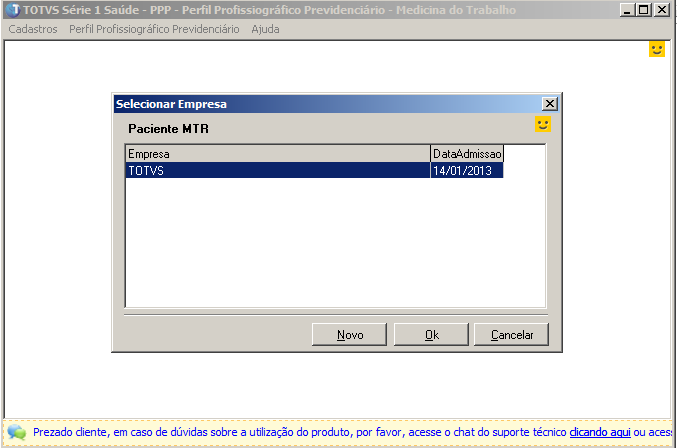 TOTVS Série 1 Saúde - PPP - Perfil Profissiográfico Previdenciário - Medicina do Trabalho
Cadastros Perfil Profissiográfico Previdenciário Ajuda
Selecionar Empresa
Paciente MTR
Empresa DataAdmissao
TOTVS 14/01/2013
Novo Ok Cancelar
Prezado cliente, em caso de dúvidas sobre a utilização do produto, por favor, acesse o chat do suporte técnico clicando aqui ou aces